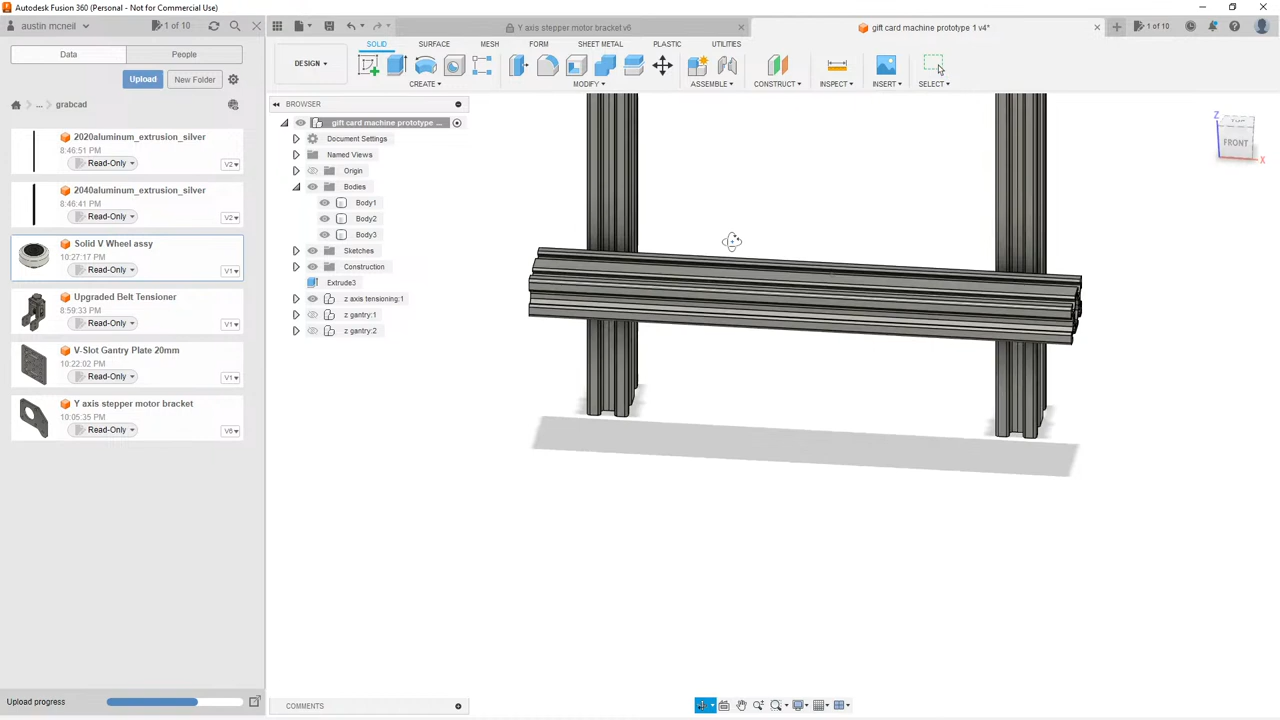 Autodesk Fusion 360 (Personal - Not for Commercial Use)
austin mcneil 1 of 10
Y axis stepper motor bracket v6
gift card machine prototype 1 v4*
1 of 10
Data People
SOLID SURFACE MESH FORM SHEET METAL PLASTIC UTILITIES
DESIGN
Upload New Folder
CREATE MODIFY ASSEMBLE CONSTRUCT INSPECT INSERT SELECT
... grabcad
BROWSER
gift card machine prototype ...
Document Settings
Named Views
Origin
Bodies
Body1
Body2
Body3
Sketches
Construction
Extrude3
z axis tensioning:1
z gantry:1
z gantry:2
2020aluminum_extrusion_silver
8:46:51 PM
Read-Only
V2
2040aluminum_extrusion_silver
8:46:41 PM
Read-Only
V2
Solid V Wheel assy
10:27:17 PM
Read-Only
V1
Upgraded Belt Tensioner
8:59:33 PM
Read-Only
V1
V-Slot Gantry Plate 20mm
10:22:02 PM
Read-Only
V1
Y axis stepper motor bracket
10:05:35 PM
Read-Only
V6
Z
TOP
FRONT
X
Upload progress
COMMENTS